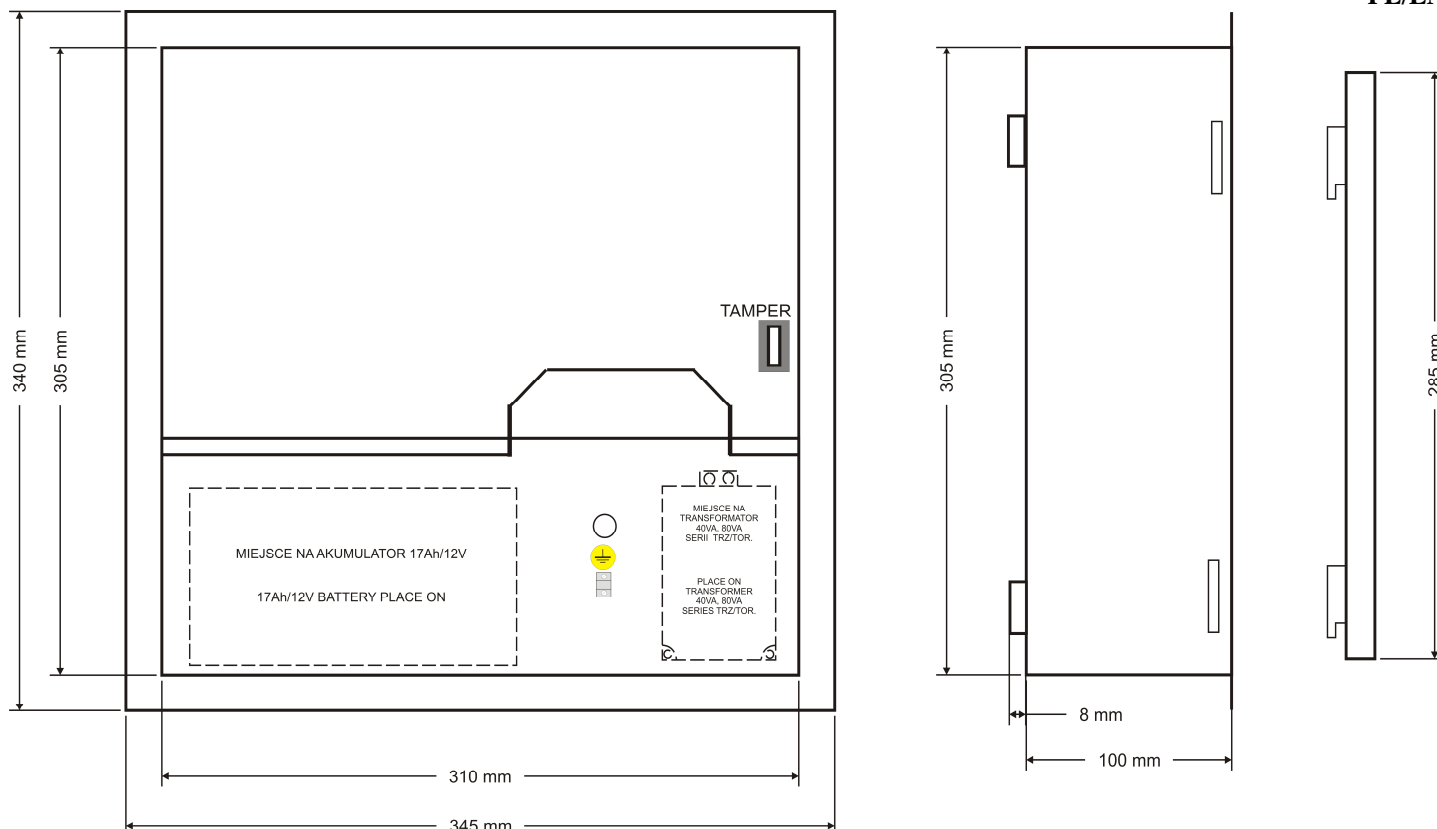 340 mm
305 mm
TAMPER
MIEJSCE NA AKUMULATOR 17Ah/12V
17Ah/12V BATTERY PLACE ON
MIEJSCE NA
TRANSFORMATOR
40VA, 80VA
SERII TRZ/TOR.
PLACE ON
TRANSFORMER
40VA, 80VA
SERIES TRZ/TOR.
310 mm
345 mm
305 mm
8 mm
100 mm
285 mm